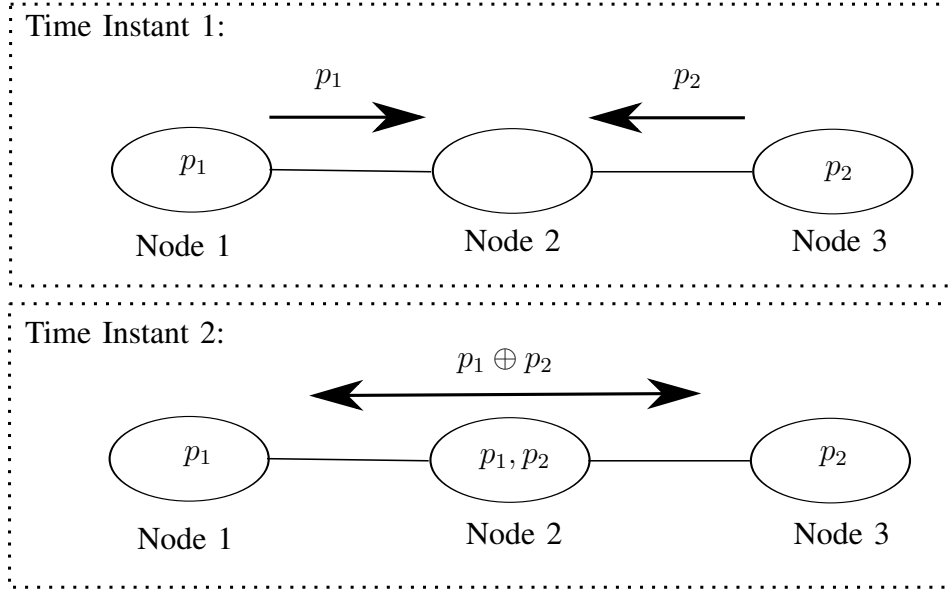 Time Instant 1:
p₁ p₂
p₁ p₂
Node 1 Node 2 Node 3
Time Instant 2:
p₁ ⊕ p₂
p₁ p₁, p₂ p₂
Node 1 Node 2 Node 3